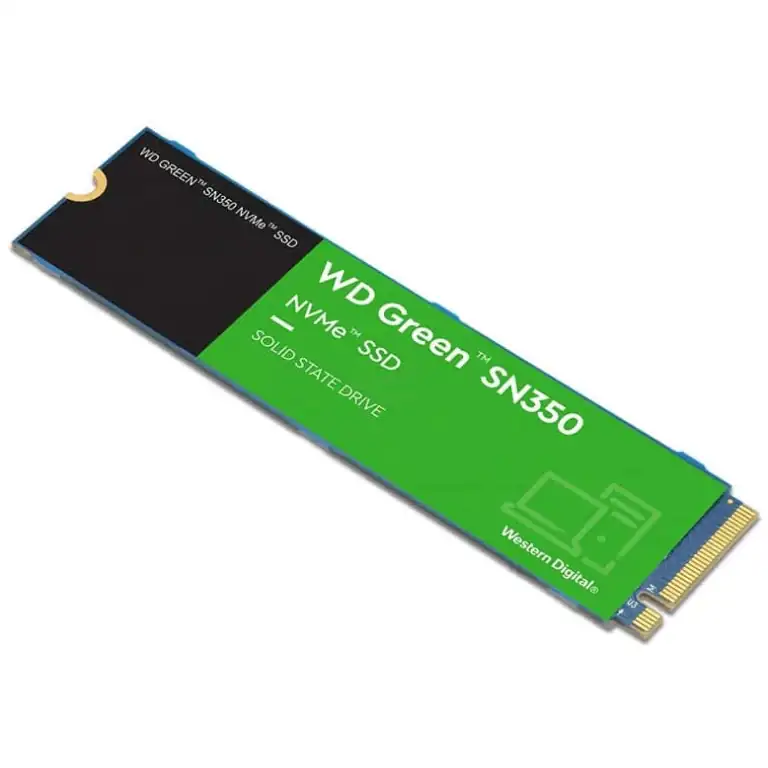 WD GREEN™ SN350 NVMe™ SSD
WD Green™ SN350
NVMe™ SSD
SOLID STATE DRIVE
Western Digital®
M